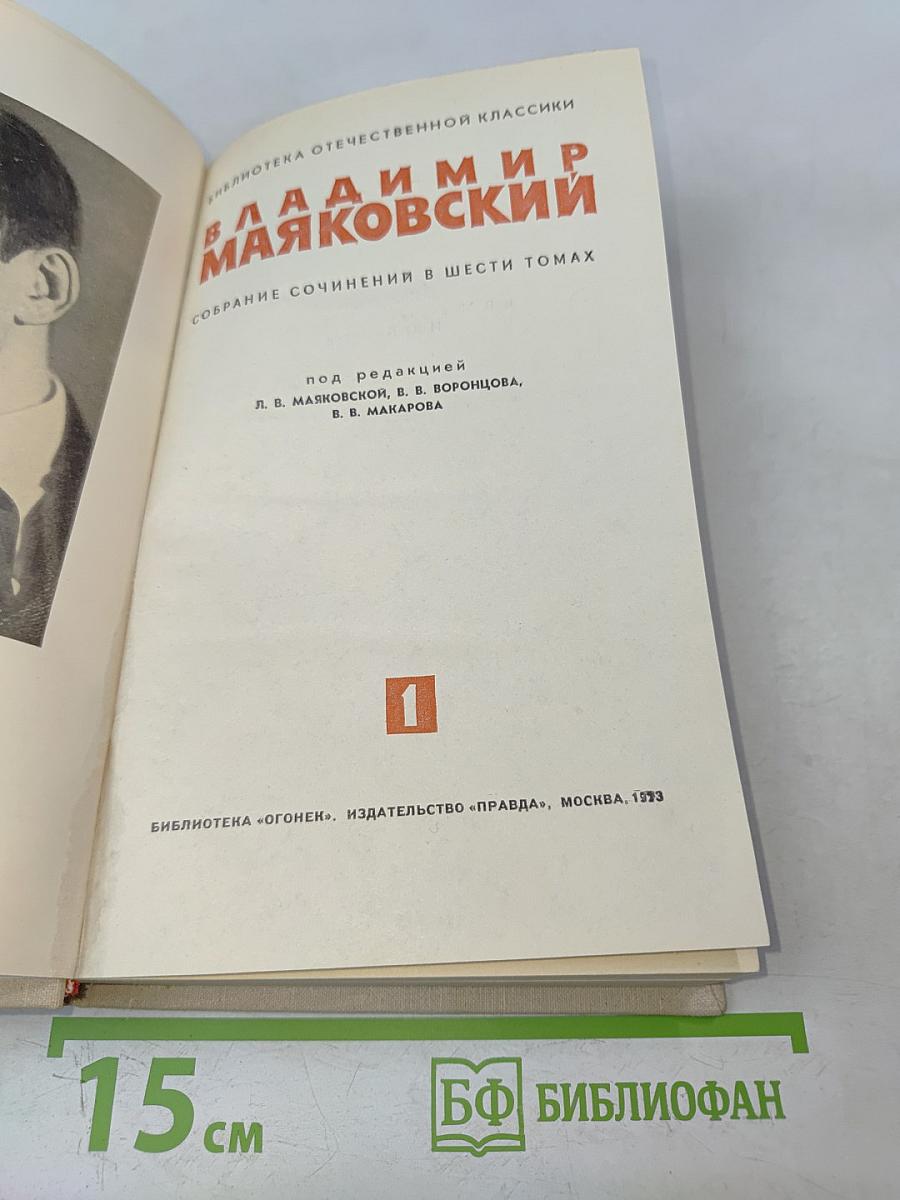 БИБЛИОТЕКА ОТЕЧЕСТВЕННОЙ КЛАССИКИ
ВЛАДИМИР
МАЯКОВСКИЙ
СОБРАНИЕ СОЧИНЕНИЙ В ШЕСТИ ТОМАХ
под редакцией
Л. В. МАЯКОВСКОЙ, В. В. ВОРОНЦОВА,
В. В. МАКАРОВА
1
БИБЛИОТЕКА «ОГОНЕК». ИЗДАТЕЛЬСТВО «ПРАВДА», МОСКВА. 1973
15 см
БФ БИБЛИОФАН